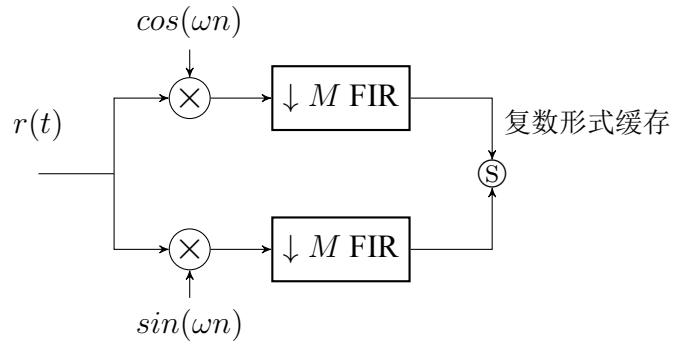 cos(ωn)
r(t)
×
↓ M FIR
复数形式缓存
S
×
↓ M FIR
sin(ωn)